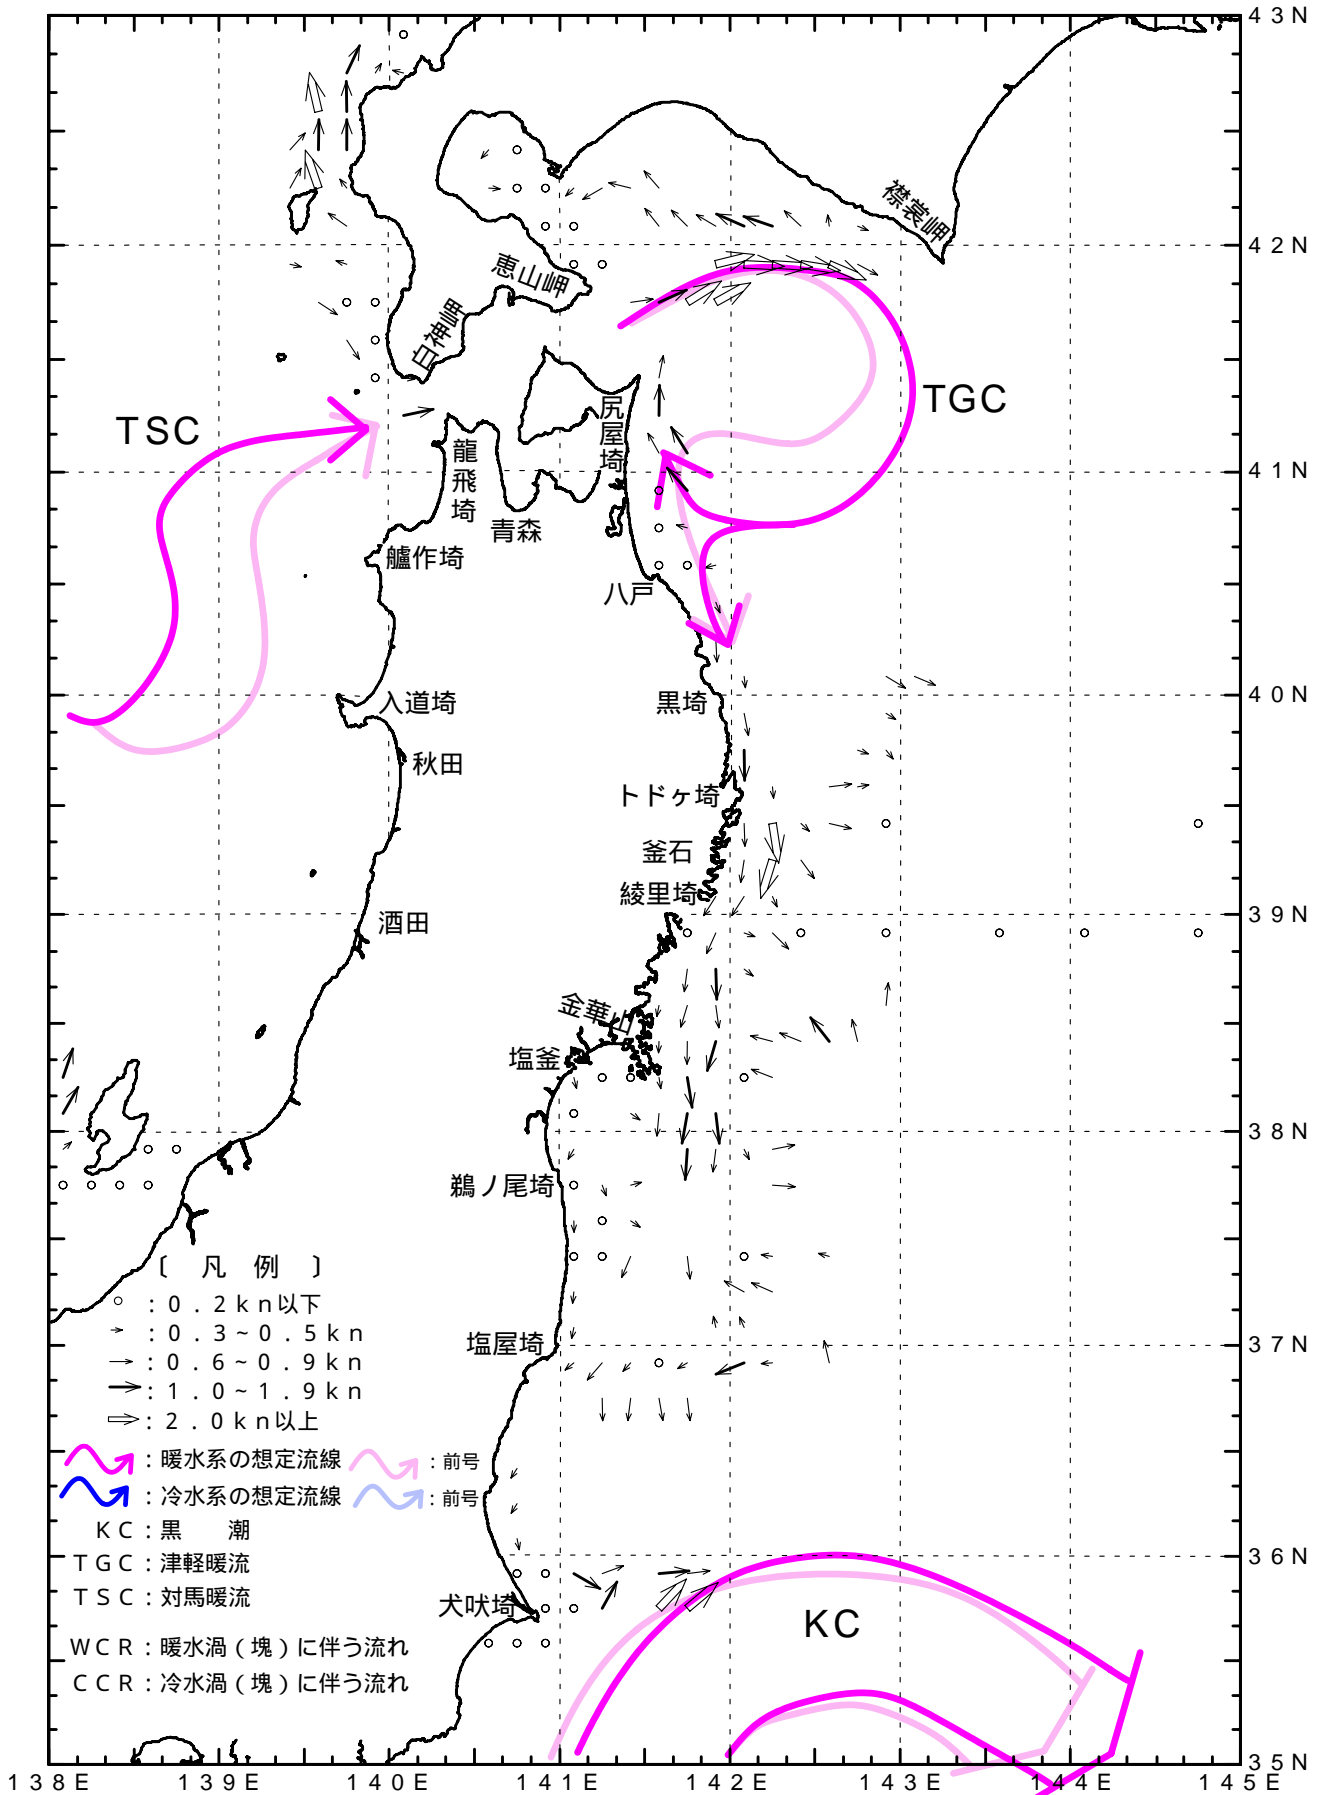 43N
襟裳岬
42N
恵山岬
白神岬
TGC
TSC
尻屋埼
龍飛埼
41N
青森
艫作埼
八戸
入道埼
黒埼
40N
秋田
トドヶ埼
釜石
綾里埼
酒田
39N
金華山
塩釜
38N
鵜ノ尾埼
〔 凡 例 〕
:0.2kn以下
:0.3~0.5kn
:0.6~0.9kn
:1.0~1.9kn
:2.0kn以上
塩屋埼
37N
:暖水系の想定流線 :前号
:冷水系の想定流線 :前号
KC:黒 潮
TGC:津軽暖流
TSC:対馬暖流
WCR:暖水渦(塊)に伴う流れ
CCR:冷水渦(塊)に伴う流れ
36N
犬吠埼
KC
35N
138E 139E 140E 141E 142E 143E 144E 145E